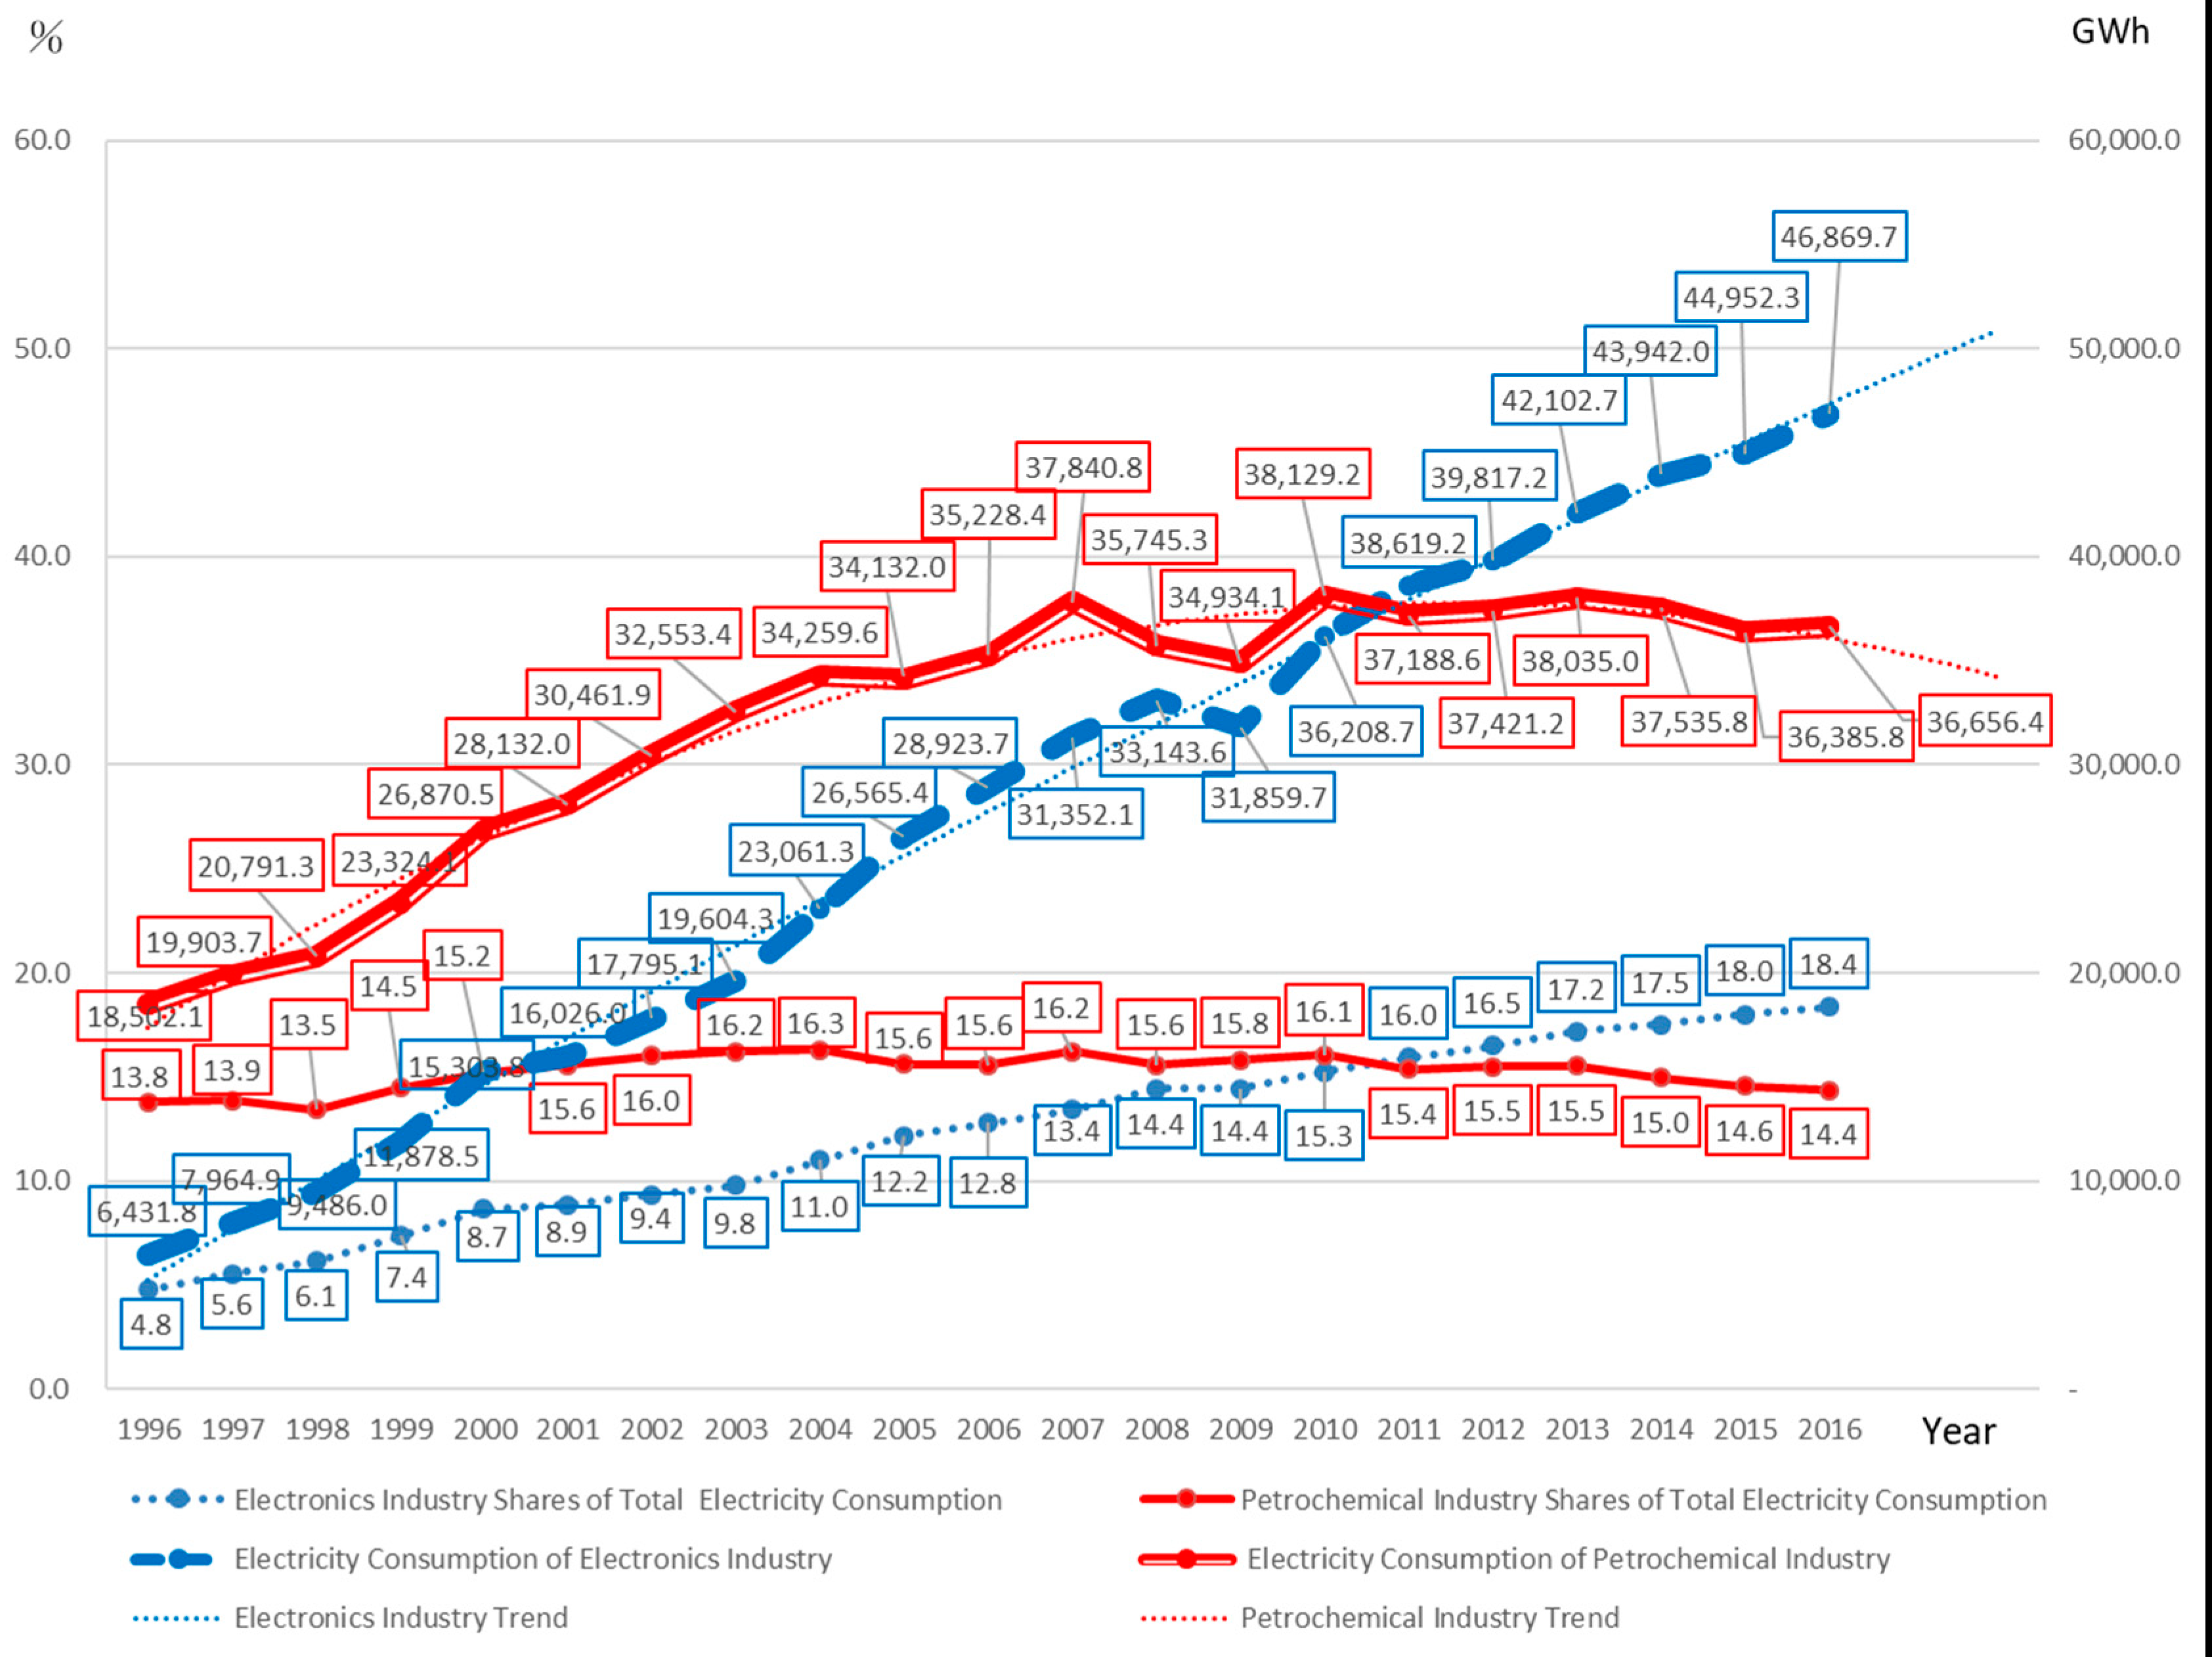 % GWh
60.0 60,000.0
46,869.7
44,952.3
50.0 43,942.0 50,000.0
42,102.7
37,840.8 38,129.2 39,817.2
35,228.4
35,745.3 38,619.2
40.0 34,132.0 40,000.0
34,934.1
32,553.4 34,259.6
37,188.6 38,035.0
30,461.9
28,132.0 28,923.7 33,143.6 36,208.7 37,421.2 37,535.8 36,385.8 36,656.4
30.0 30,000.0
26,870.5 26,565.4 31,352.1 31,859.7
20,791.3 23,324.1 23,061.3
19,903.7 15.2 19,604.3
20.0 14.5 17,795.1 17.2 17.5 18.0 18.4 20,000.0
18,502.1 13.5 16,026.0 16.2 16.3 15.6 15.6 16.2 15.6 15.8 16.1 16.0 16.5
13.8 13.9 15,303.8
15.6 16.0 13.4 14.4 14.4 15.3 15.4 15.5 15.5 15.0 14.6 14.4
11,878.5
10.0 7,964.9 12.2 12.8 10,000.0
6,431.8 9,486.0 8.7 8.9 9.4 9.8 11.0
4.8 5.6 6.1 7.4
0.0 -
1996 1997 1998 1999 2000 2001 2002 2003 2004 2005 2006 2007 2008 2009 2010 2011 2012 2013 2014 2015 2016 Year
Electronics Industry Shares of Total Electricity Consumption
Petrochemical Industry Shares of Total Electricity Consumption
Electricity Consumption of Electronics Industry
Electricity Consumption of Petrochemical Industry
Electronics Industry Trend
Petrochemical Industry Trend